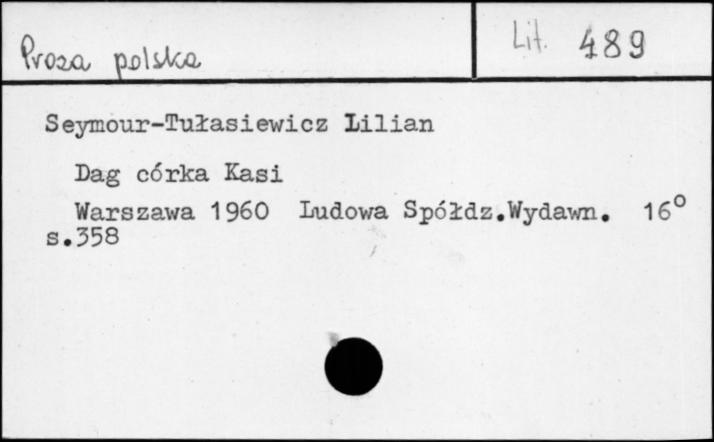 Proza polska
Lit. 489
Seymour-Tułasiewicz Lilian
Dag córka Kasi
Warszawa 1960 Ludowa Spółdz.Wydawn. 16°
s.358